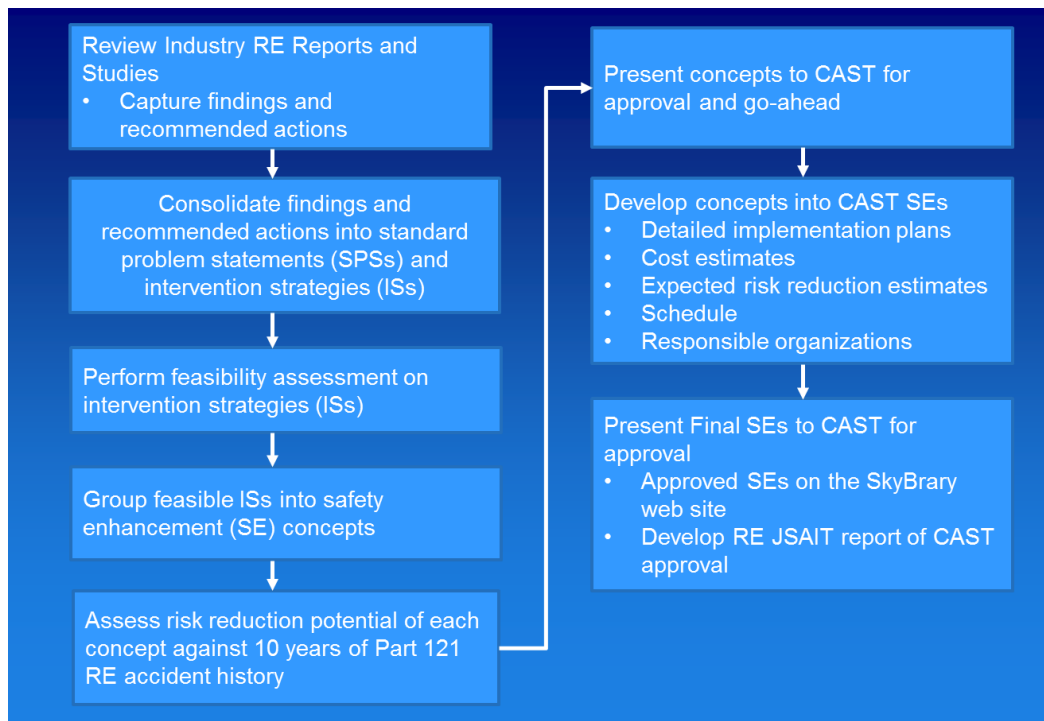 Review Industry RE Reports and
Studies
• Capture findings and
recommended actions
Consolidate findings and
recommended actions into standard
problem statements (SPSs) and
intervention strategies (ISs)
Perform feasibility assessment on
intervention strategies (ISs)
Group feasible ISs into safety
enhancement (SE) concepts
Assess risk reduction potential of each
concept against 10 years of Part 121
RE accident history
Present concepts to CAST for
approval and go-ahead
Develop concepts into CAST SEs
• Detailed implementation plans
• Cost estimates
• Expected risk reduction estimates
• Schedule
• Responsible organizations
Present Final SEs to CAST for
approval
• Approved SEs on the SkyBrary
web site
• Develop RE JSAIT report of CAST
approval